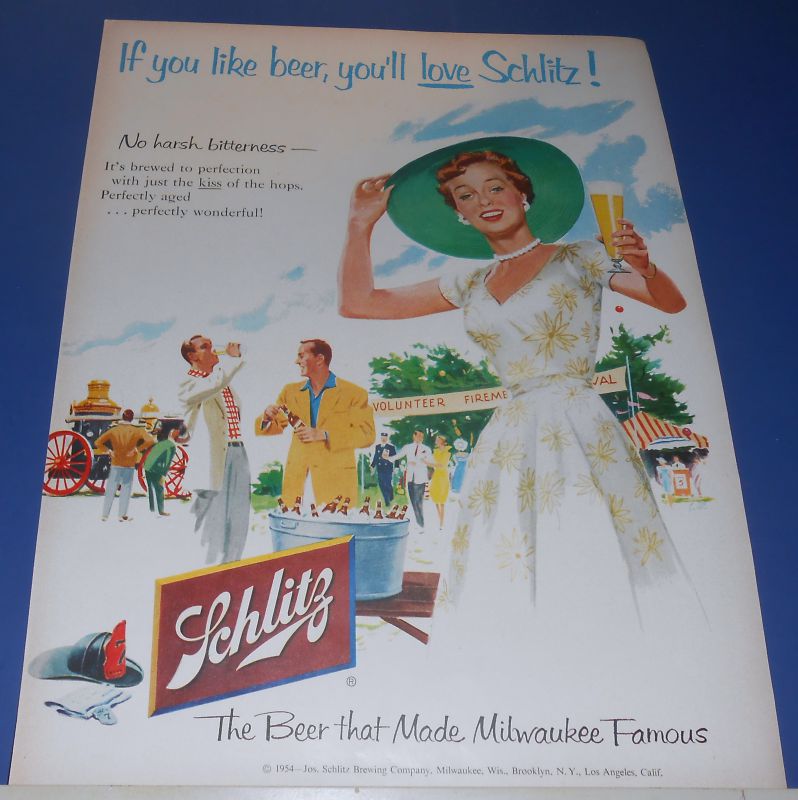 If you like beer, you'll love Schlitz!
No harsh bitterness —
It's brewed to perfection
with just the kiss of the hops.
Perfectly aged
. . . perfectly wonderful!
VOLUNTEER FIREME VAL
Schlitz
®
The Beer that Made Milwaukee Famous
© 1954—Jos. Schlitz Brewing Company, Milwaukee, Wis., Brooklyn, N. Y., Los Angeles, Calif.